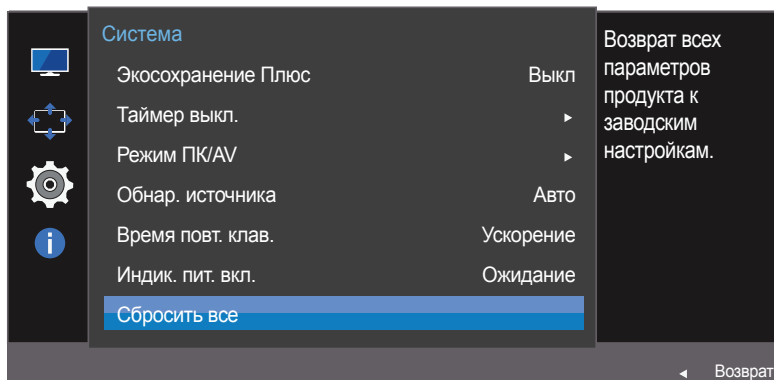 Система
Экосохранение Плюс Выкл
Таймер выкл.
Режим ПК/AV
Обнар. источника Авто
Время повт. клав. Ускорение
Индик. пит. вкл. Ожидание
Сбросить все
Возврат всех
параметров
продукта к
заводским
настройкам.
Возврат